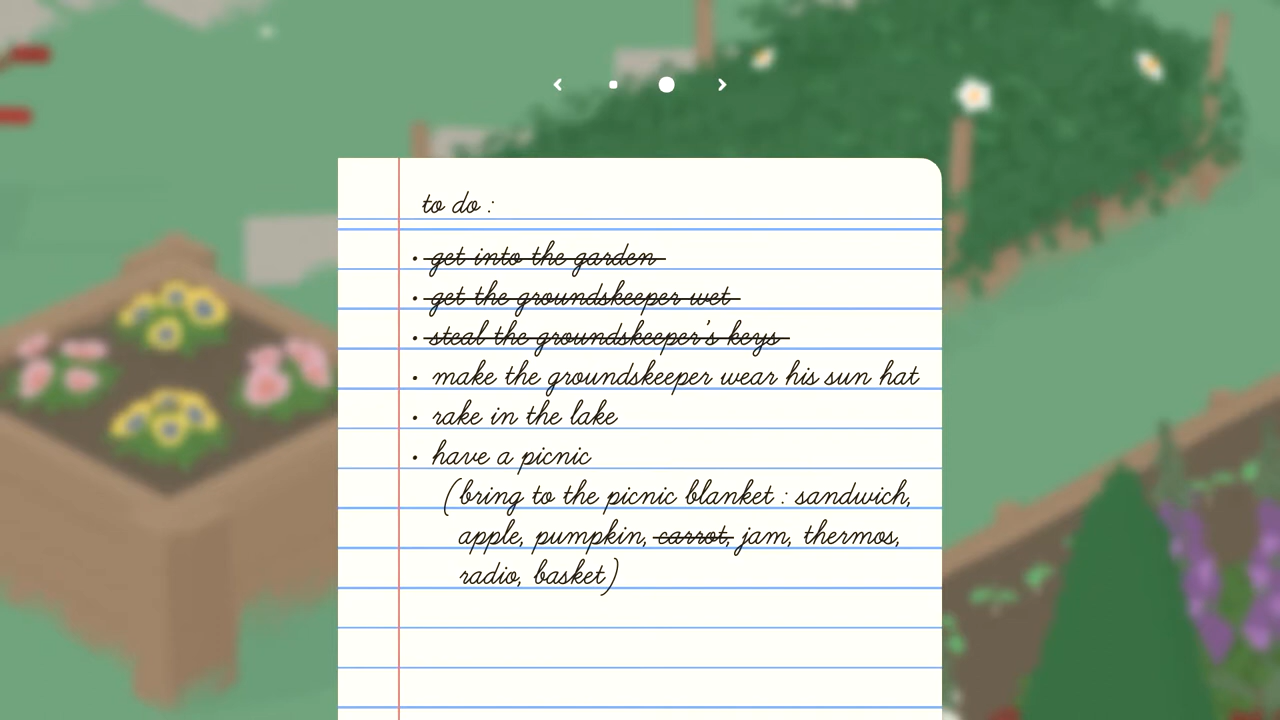 to do :
• get into the garden
• get the groundskeeper wet
• steal the groundskeeper's keys
• make the groundskeeper wear his sun hat
• rake in the lake
• have a picnic
(bring to the picnic blanket : sandwich,
apple, pumpkin, carrot, jam, thermos,
radio, basket)